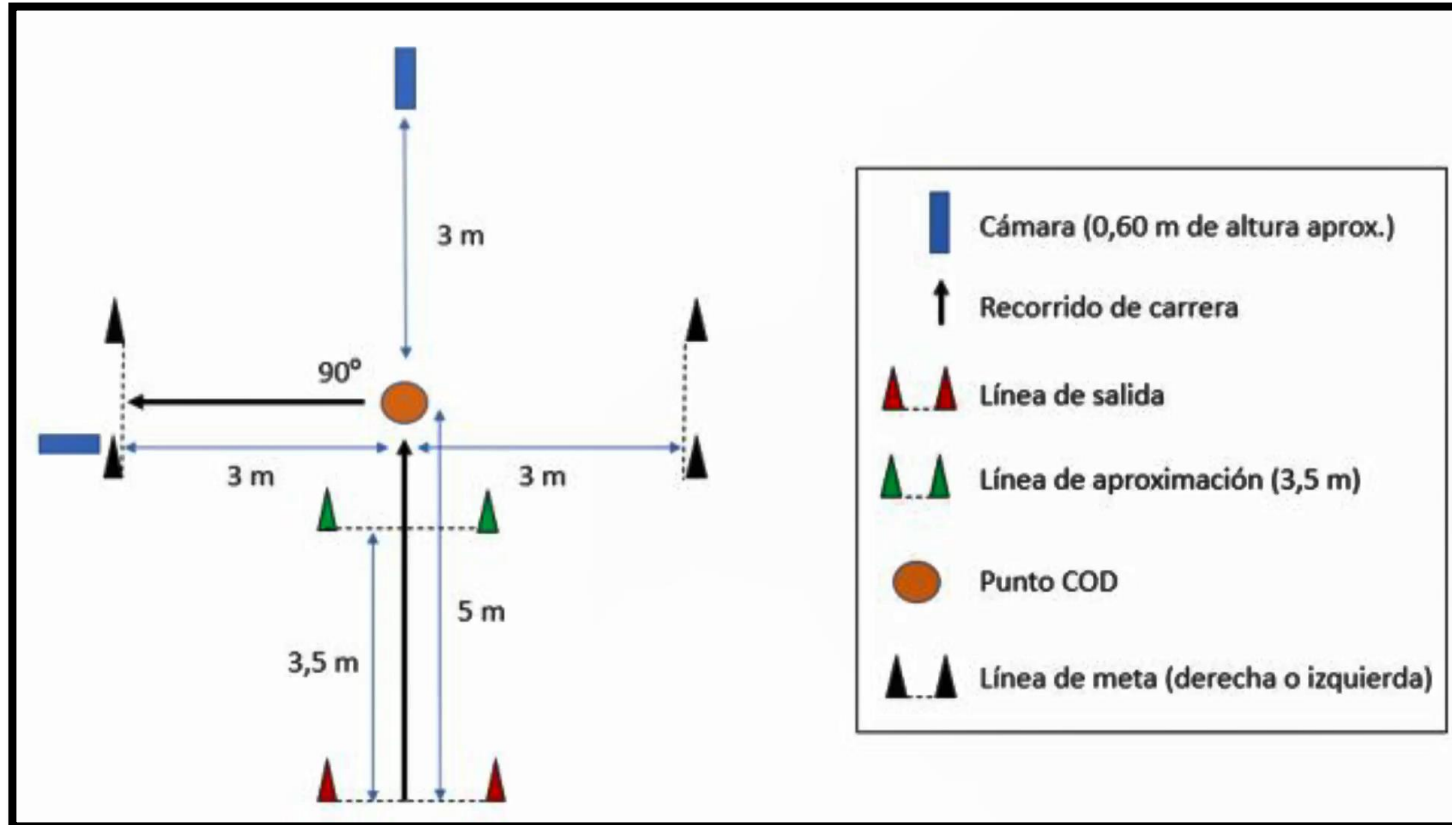 3 m
90°
3 m
3 m
5 m
3,5 m
Cámara (0,60 m de altura aprox.)
Recorrido de carrera
Línea de salida
Línea de aproximación (3,5 m)
Punto COD
Línea de meta (derecha o izquierda)